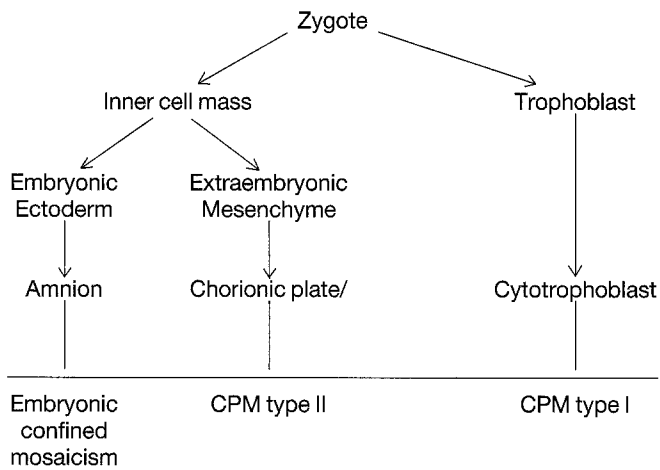 Zygote
Inner cell mass
Trophoblast
Embryonic
Ectoderm
Extraembryonic
Mesenchyme
Amnion
Chorionic plate/
Cytotrophoblast
Embryonic
confined
mosaicism
CPM type II
CPM type I